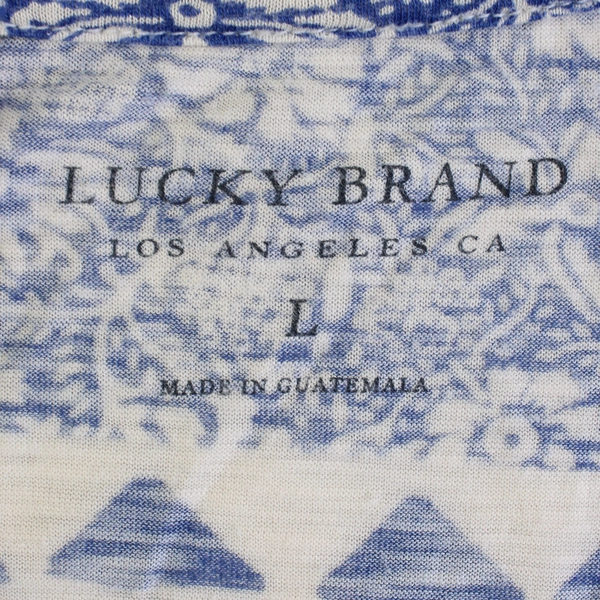 LUCKY BRAND
LOS ANGELES CA
L
MADE IN GUATEMALA